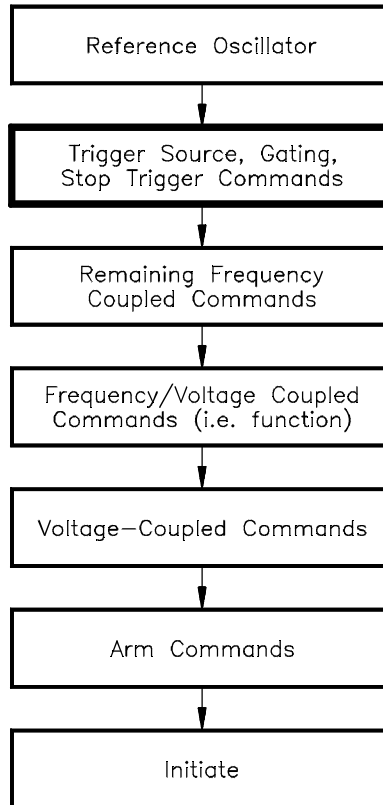 Reference Oscillator
Trigger Source, Gating,
Stop Trigger Commands
Remaining Frequency
Coupled Commands
Frequency/Voltage Coupled
Commands (i.e. function)
Voltage-Coupled Commands
Arm Commands
Initiate